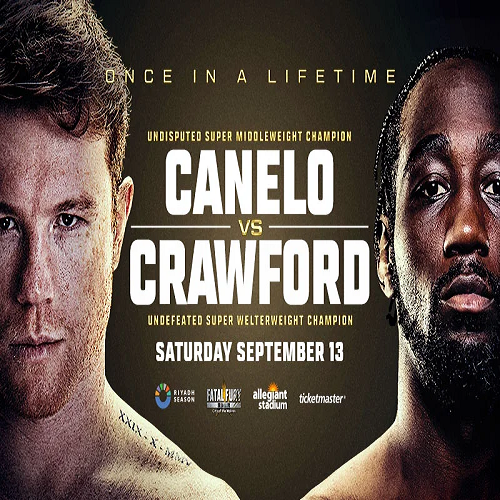 ONCE IN A LIFETIME
UNDISPUTED SUPER MIDDLEWEIGHT CHAMPION
CANELO
VS
CRAWFORD
UNDEFEATED SUPER WELTERWEIGHT CHAMPION
SATURDAY SEPTEMBER 13
RIYADH
SEASON
FATAL FURY
allegiant
stadium
ticketmaster